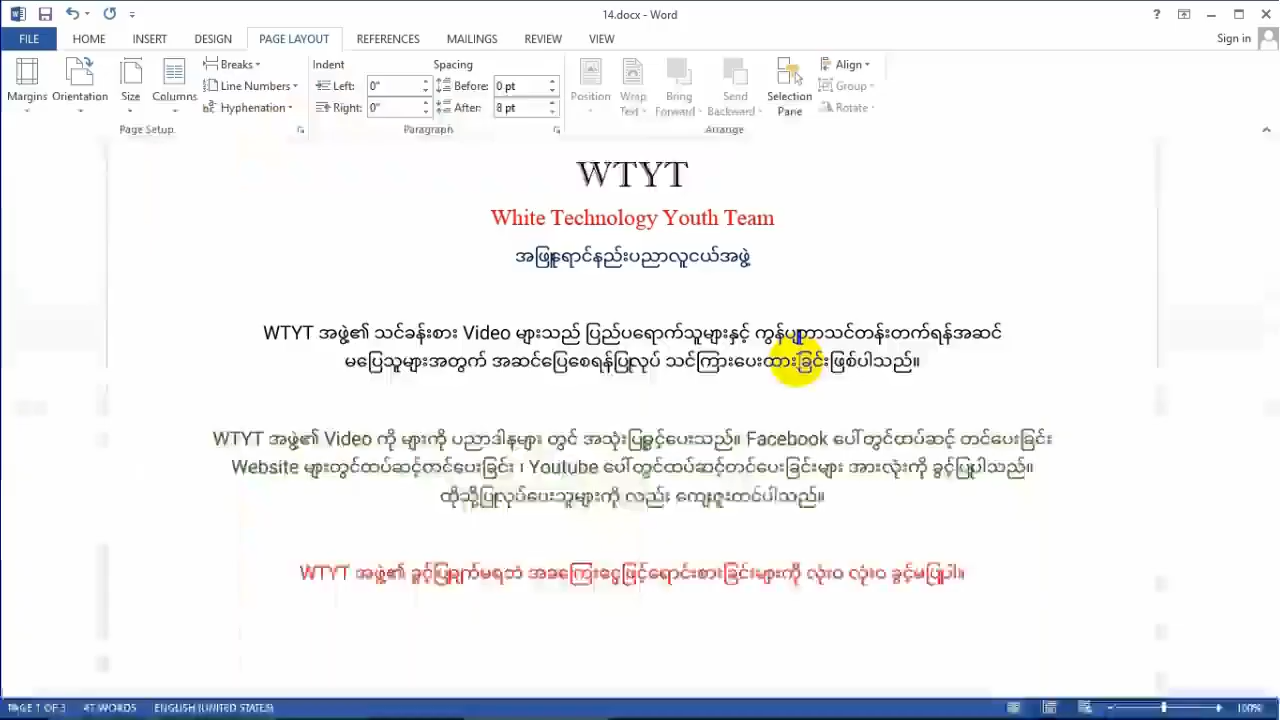 14.docx - Word
Sign in
FILE HOME INSERT DESIGN PAGE LAYOUT REFERENCES MAILINGS REVIEW VIEW
Margins Orientation Size Columns
Breaks
Line Numbers
Hyphenation
Page Setup
Indent Spacing
Left: 0" Before: 0 pt
Right: 0" After: 8 pt
Paragraph
Position Wrap Text Bring Forward Send Backward Selection Pane
Align
Group
Rotate
Arrange
WTYT
White Technology Youth Team
အဖြူရောင်နည်းပညာလူငယ်အဖွဲ့
WTYT အဖွဲ့၏ သင်ခန်းစား Video များသည် ပြည်ပရောက်သူများနှင့် ကွန်ပျူတာသင်တန်းတက်ရန်အဆင်
မပြေသူများအတွက် အဆင်ပြေစေရန်ပြုလုပ် သင်ကြားပေးထားခြင်းဖြစ်ပါသည်။
WTYT အဖွဲ့၏ Video ကို များကို ပညာဒါနများ တွင် အသုံးပြုခွင့်ပေးသည်။ Facebook ပေါ်တွင်ထပ်ဆင့် တင်ပေးခြင်း
Website များတွင်ထပ်ဆင့်တင်ပေးခြင်း ၊ Youtube ပေါ်တွင်ထပ်ဆင့်တင်ပေးခြင်းများ အားလုံးကို ခွင့်ပြုပါသည်။
ထိုသို့ပြုလုပ်ပေးသူများကို လည်း ကျေးဇူးတင်ပါသည်။
WTYT အဖွဲ့၏ ခွင့်ပြုချက်မရဘဲ အခကြေးငွေဖြင့်ရောင်းစားခြင်းများကို လုံးဝ လုံးဝ ခွင့်မပြုပါ။
PAGE 1 OF 3 47 WORDS ENGLISH (UNITED STATES) 100%